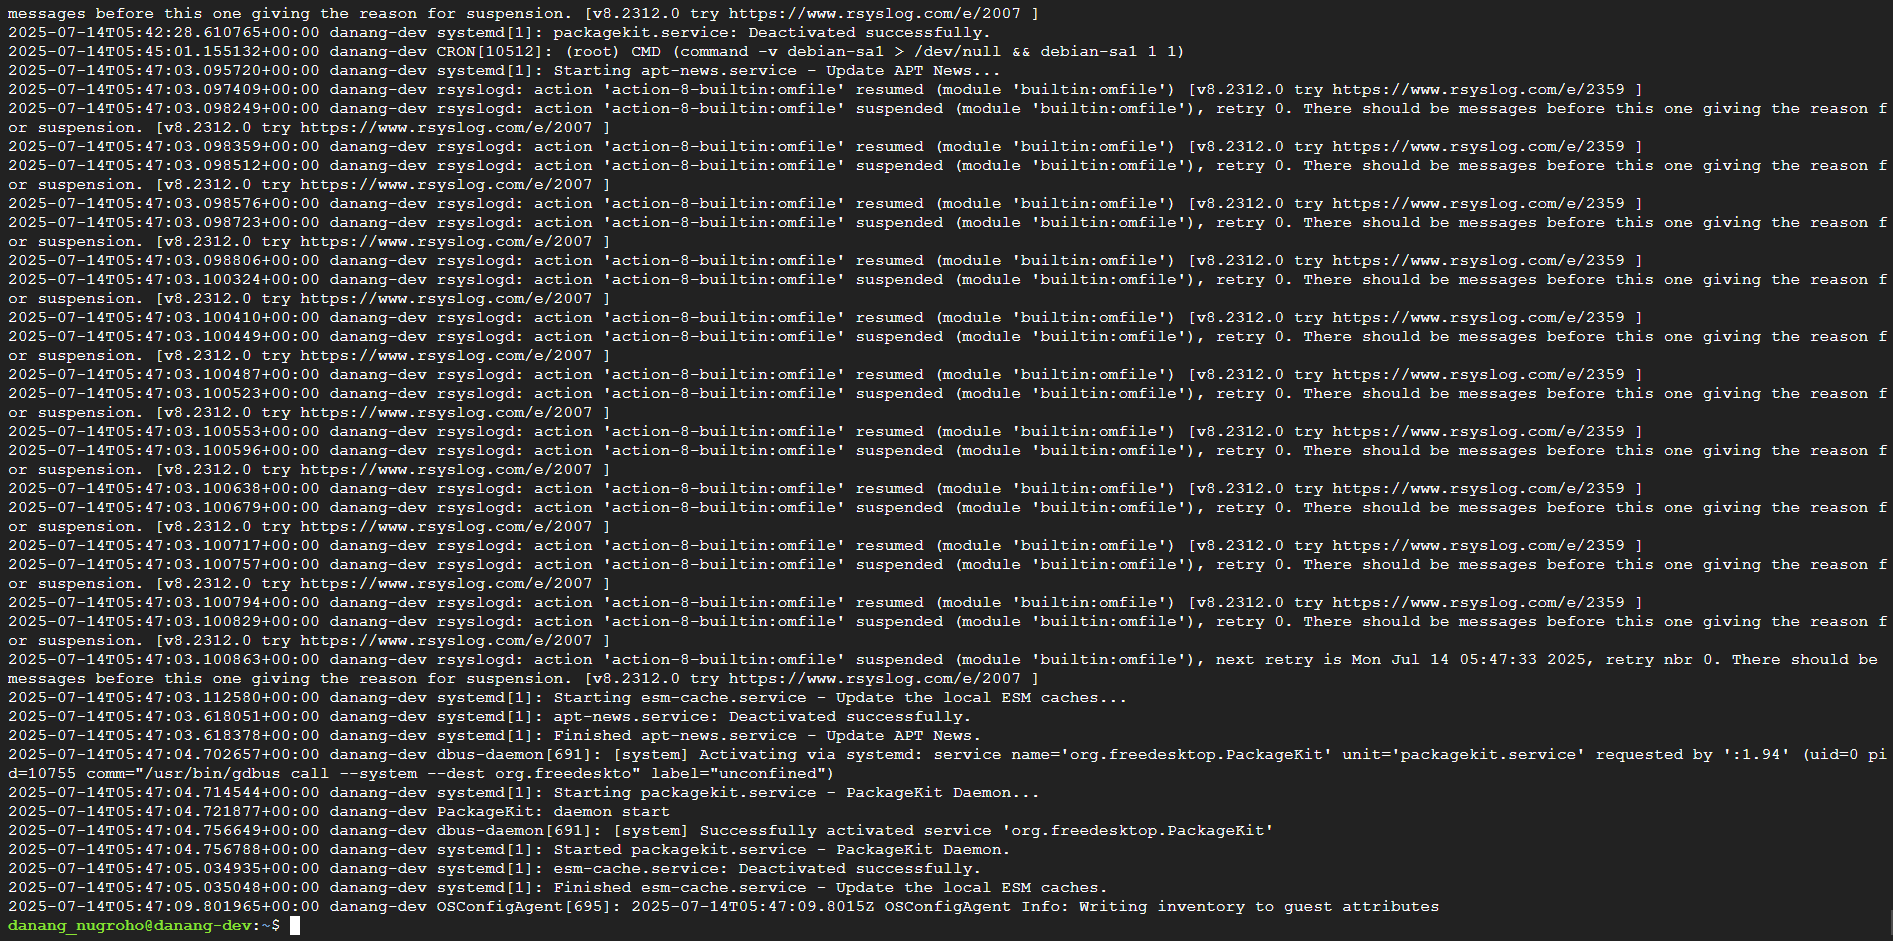 messages before this one giving the reason for suspension. [v8.2312.0 try https://www.rsyslog.com/e/2007 ]
2025-07-14T05:42:28.610765+00:00 danang-dev systemd[1]: packagekit.service: Deactivated successfully.
2025-07-14T05:45:01.155132+00:00 danang-dev CRON[10512]: (root) CMD (command -v debian-sa1 > /dev/null && debian-sa1 1 1)
2025-07-14T05:47:03.095720+00:00 danang-dev systemd[1]: Starting apt-news.service - Update APT News...
2025-07-14T05:47:03.097409+00:00 danang-dev rsyslogd: action 'action-8-builtin:omfile' resumed (module 'builtin:omfile') [v8.2312.0 try https://www.rsyslog.com/e/2359 ]
2025-07-14T05:47:03.098249+00:00 danang-dev rsyslogd: action 'action-8-builtin:omfile' suspended (module 'builtin:omfile'), retry 0. There should be messages before this one giving the reason f
or suspension. [v8.2312.0 try https://www.rsyslog.com/e/2007 ]
2025-07-14T05:47:03.098359+00:00 danang-dev rsyslogd: action 'action-8-builtin:omfile' resumed (module 'builtin:omfile') [v8.2312.0 try https://www.rsyslog.com/e/2359 ]
2025-07-14T05:47:03.098512+00:00 danang-dev rsyslogd: action 'action-8-builtin:omfile' suspended (module 'builtin:omfile'), retry 0. There should be messages before this one giving the reason f
or suspension. [v8.2312.0 try https://www.rsyslog.com/e/2007 ]
2025-07-14T05:47:03.098576+00:00 danang-dev rsyslogd: action 'action-8-builtin:omfile' resumed (module 'builtin:omfile') [v8.2312.0 try https://www.rsyslog.com/e/2359 ]
2025-07-14T05:47:03.098723+00:00 danang-dev rsyslogd: action 'action-8-builtin:omfile' suspended (module 'builtin:omfile'), retry 0. There should be messages before this one giving the reason f
or suspension. [v8.2312.0 try https://www.rsyslog.com/e/2007 ]
2025-07-14T05:47:03.098806+00:00 danang-dev rsyslogd: action 'action-8-builtin:omfile' resumed (module 'builtin:omfile') [v8.2312.0 try https://www.rsyslog.com/e/2359 ]
2025-07-14T05:47:03.100324+00:00 danang-dev rsyslogd: action 'action-8-builtin:omfile' suspended (module 'builtin:omfile'), retry 0. There should be messages before this one giving the reason f
or suspension. [v8.2312.0 try https://www.rsyslog.com/e/2007 ]
2025-07-14T05:47:03.100410+00:00 danang-dev rsyslogd: action 'action-8-builtin:omfile' resumed (module 'builtin:omfile') [v8.2312.0 try https://www.rsyslog.com/e/2359 ]
2025-07-14T05:47:03.100449+00:00 danang-dev rsyslogd: action 'action-8-builtin:omfile' suspended (module 'builtin:omfile'), retry 0. There should be messages before this one giving the reason f
or suspension. [v8.2312.0 try https://www.rsyslog.com/e/2007 ]
2025-07-14T05:47:03.100487+00:00 danang-dev rsyslogd: action 'action-8-builtin:omfile' resumed (module 'builtin:omfile') [v8.2312.0 try https://www.rsyslog.com/e/2359 ]
2025-07-14T05:47:03.100523+00:00 danang-dev rsyslogd: action 'action-8-builtin:omfile' suspended (module 'builtin:omfile'), retry 0. There should be messages before this one giving the reason f
or suspension. [v8.2312.0 try https://www.rsyslog.com/e/2007 ]
2025-07-14T05:47:03.100553+00:00 danang-dev rsyslogd: action 'action-8-builtin:omfile' resumed (module 'builtin:omfile') [v8.2312.0 try https://www.rsyslog.com/e/2359 ]
2025-07-14T05:47:03.100596+00:00 danang-dev rsyslogd: action 'action-8-builtin:omfile' suspended (module 'builtin:omfile'), retry 0. There should be messages before this one giving the reason f
or suspension. [v8.2312.0 try https://www.rsyslog.com/e/2007 ]
2025-07-14T05:47:03.100638+00:00 danang-dev rsyslogd: action 'action-8-builtin:omfile' resumed (module 'builtin:omfile') [v8.2312.0 try https://www.rsyslog.com/e/2359 ]
2025-07-14T05:47:03.100679+00:00 danang-dev rsyslogd: action 'action-8-builtin:omfile' suspended (module 'builtin:omfile'), retry 0. There should be messages before this one giving the reason f
or suspension. [v8.2312.0 try https://www.rsyslog.com/e/2007 ]
2025-07-14T05:47:03.100717+00:00 danang-dev rsyslogd: action 'action-8-builtin:omfile' resumed (module 'builtin:omfile') [v8.2312.0 try https://www.rsyslog.com/e/2359 ]
2025-07-14T05:47:03.100757+00:00 danang-dev rsyslogd: action 'action-8-builtin:omfile' suspended (module 'builtin:omfile'), retry 0. There should be messages before this one giving the reason f
or suspension. [v8.2312.0 try https://www.rsyslog.com/e/2007 ]
2025-07-14T05:47:03.100794+00:00 danang-dev rsyslogd: action 'action-8-builtin:omfile' resumed (module 'builtin:omfile') [v8.2312.0 try https://www.rsyslog.com/e/2359 ]
2025-07-14T05:47:03.100829+00:00 danang-dev rsyslogd: action 'action-8-builtin:omfile' suspended (module 'builtin:omfile'), retry 0. There should be messages before this one giving the reason f
or suspension. [v8.2312.0 try https://www.rsyslog.com/e/2007 ]
2025-07-14T05:47:03.100863+00:00 danang-dev rsyslogd: action 'action-8-builtin:omfile' suspended (module 'builtin:omfile'), next retry is Mon Jul 14 05:47:33 2025, retry nbr 0. There should be
messages before this one giving the reason for suspension. [v8.2312.0 try https://www.rsyslog.com/e/2007 ]
2025-07-14T05:47:03.112580+00:00 danang-dev systemd[1]: Starting esm-cache.service - Update the local ESM caches...
2025-07-14T05:47:03.618051+00:00 danang-dev systemd[1]: apt-news.service: Deactivated successfully.
2025-07-14T05:47:03.618378+00:00 danang-dev systemd[1]: Finished apt-news.service - Update APT News.
2025-07-14T05:47:04.702657+00:00 danang-dev dbus-daemon[691]: [system] Activating via systemd: service name='org.freedesktop.PackageKit' unit='packagekit.service' requested by ':1.94' (uid=0 pi
d=10755 comm="/usr/bin/gdbus call --system --dest org.freedeskto" label="unconfined")
2025-07-14T05:47:04.714544+00:00 danang-dev systemd[1]: Starting packagekit.service - PackageKit Daemon...
2025-07-14T05:47:04.721877+00:00 danang-dev PackageKit: daemon start
2025-07-14T05:47:04.756649+00:00 danang-dev dbus-daemon[691]: [system] Successfully activated service 'org.freedesktop.PackageKit'
2025-07-14T05:47:04.756788+00:00 danang-dev systemd[1]: Started packagekit.service - PackageKit Daemon.
2025-07-14T05:47:05.034935+00:00 danang-dev systemd[1]: esm-cache.service: Deactivated successfully.
2025-07-14T05:47:05.035048+00:00 danang-dev systemd[1]: Finished esm-cache.service - Update the local ESM caches.
2025-07-14T05:47:09.801965+00:00 danang-dev OSConfigAgent[695]: 2025-07-14T05:47:09.8015Z OSConfigAgent Info: Writing inventory to guest attributes
danang_nugroho@danang-dev:~$